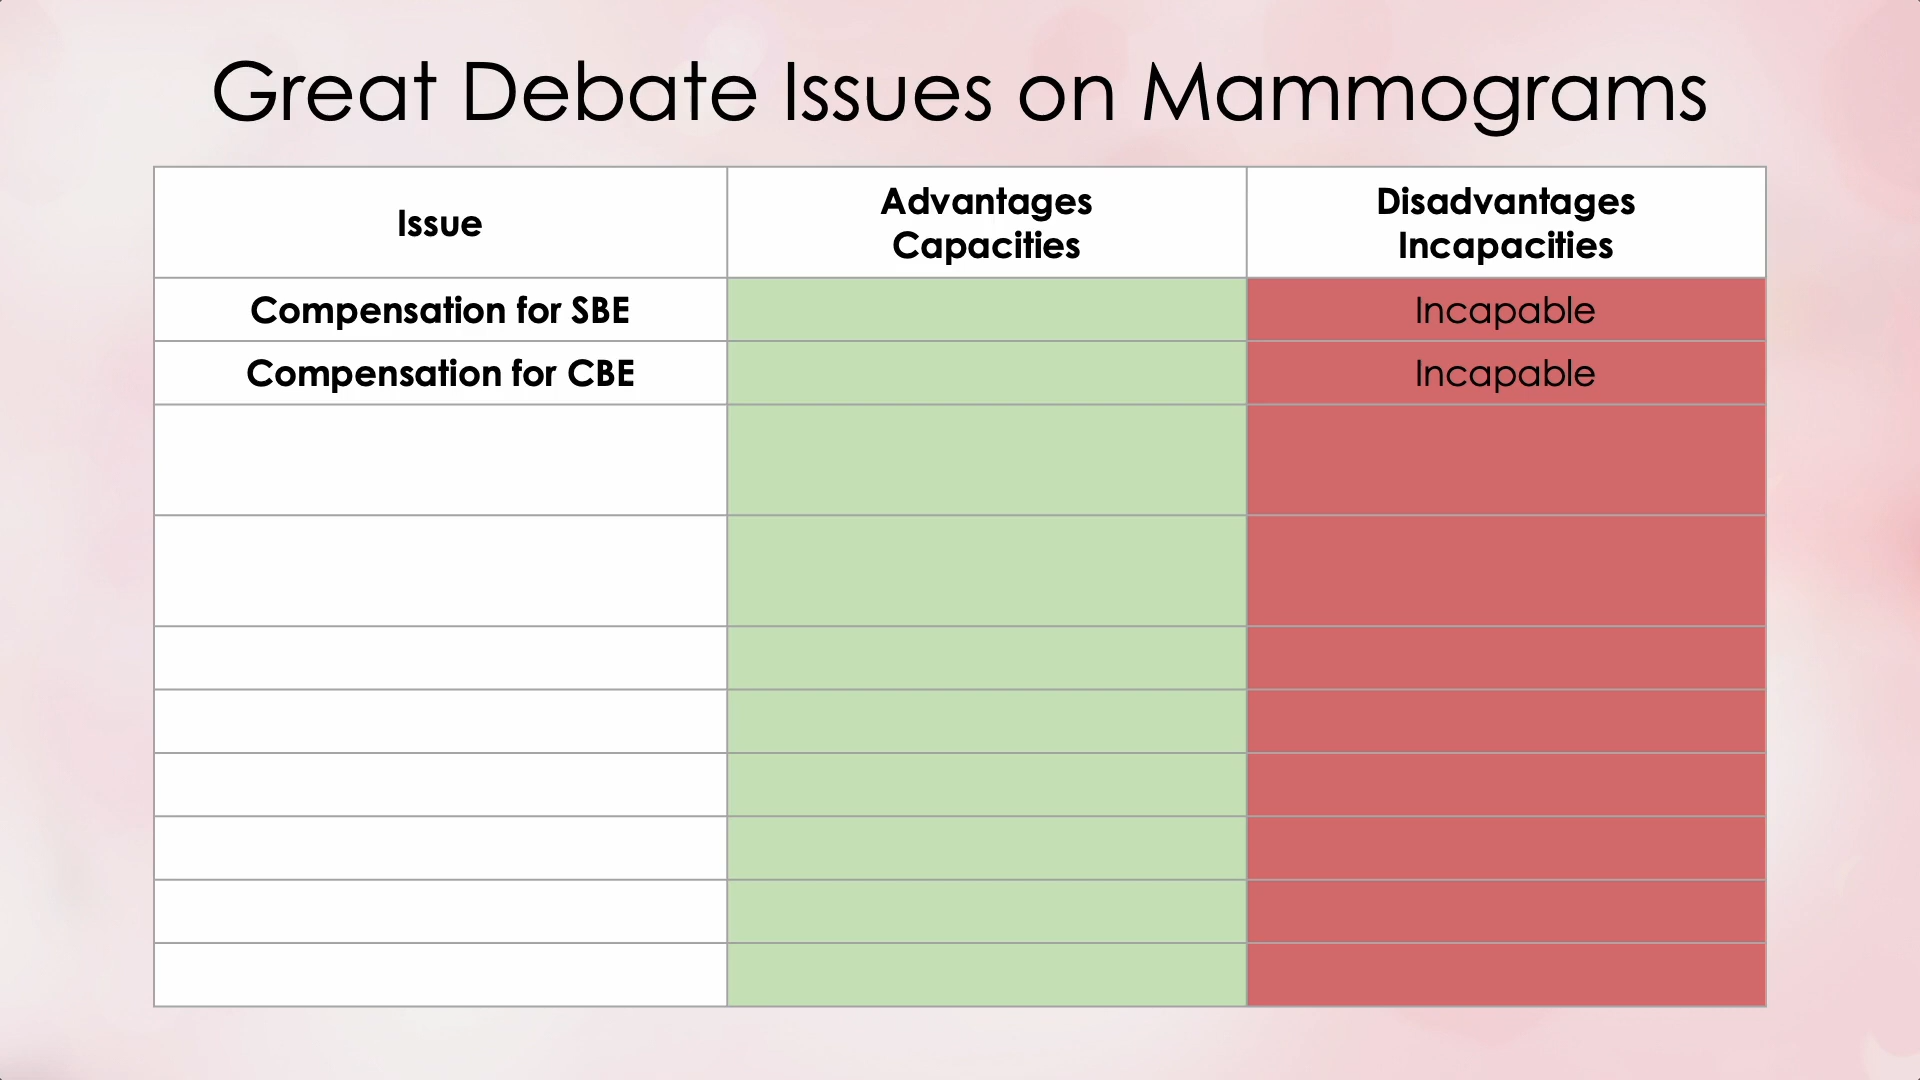 Great Debate Issues on Mammograms
Issue
Advantages
Capacities
Disadvantages
Incapacities
Compensation for SBE
Incapable
Compensation for CBE
Incapable